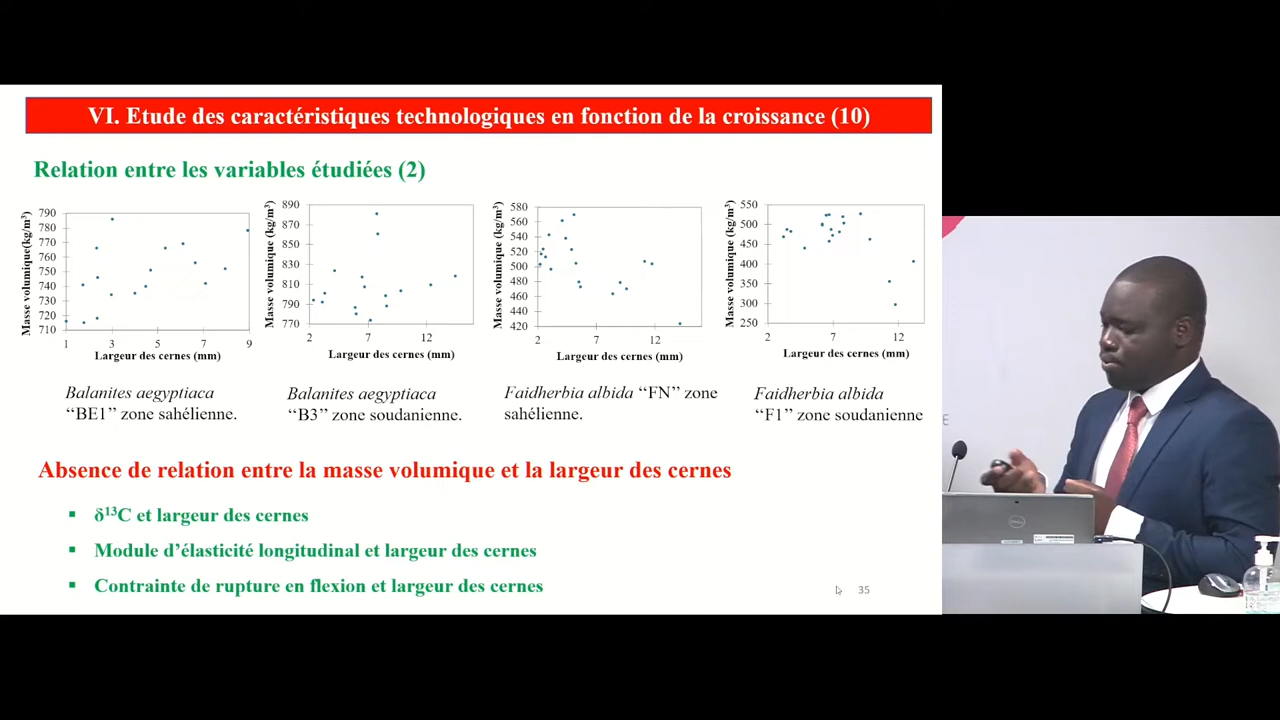 VI. Etude des caractéristiques technologiques en fonction de la croissance (10)
Relation entre les variables étudiées (2)
Masse volumique(kg/m³)
790
780
770
760
750
740
730
720
710
1 3 5 7 9
Largeur des cernes (mm)
Masse volumique (kg/m³)
890
870
850
830
810
790
770
2 7 12
Largeur des cernes (mm)
Masse volumique (kg/m³)
580
560
540
520
500
480
460
440
420
2 7 12
Largeur des cernes (mm)
Masse volumique (kg/m³)
550
500
450
400
350
300
250
2 7 12
Largeur des cernes (mm)
Balanites aegyptiaca
“BE1” zone sahélienne.
Balanites aegyptiaca
“B3” zone soudanienne.
Faidherbia albida “FN” zone
sahélienne.
Faidherbia albida
“F1” zone soudanienne
Absence de relation entre la masse volumique et la largeur des cernes
▪ δ¹³C et largeur des cernes
▪ Module d’élasticité longitudinal et largeur des cernes
▪ Contrainte de rupture en flexion et largeur des cernes
35
E
DELL